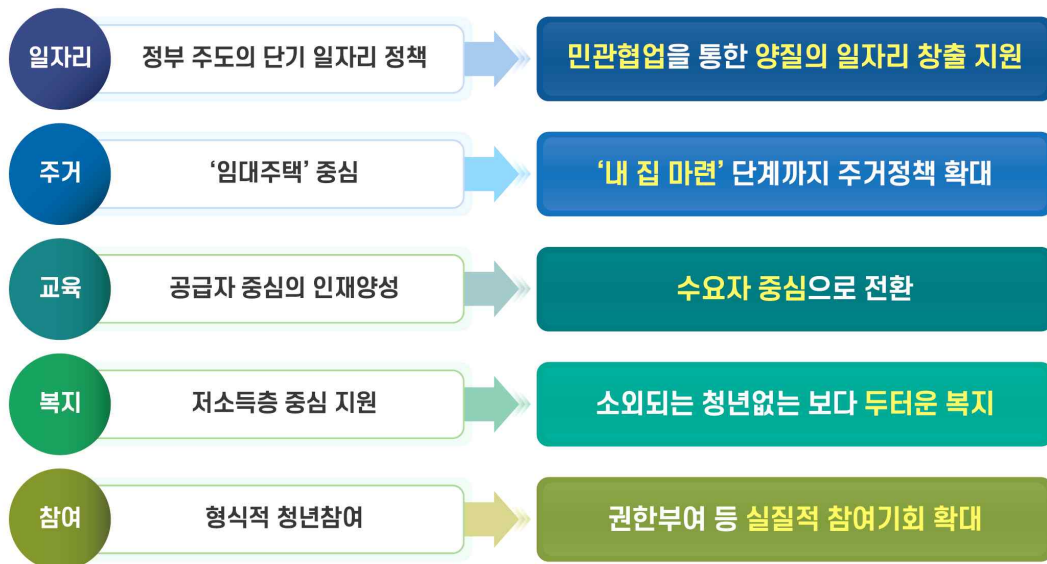 일자리 정부 주도의 단기 일자리 정책 민관협업을 통한 양질의 일자리 창출 지원
주거 ‘임대주택’ 중심 ‘내 집 마련’ 단계까지 주거정책 확대
교육 공급자 중심의 인재양성 수요자 중심으로 전환
복지 저소득층 중심 지원 소외되는 청년없는 보다 두터운 복지
참여 형식적 청년참여 권한부여 등 실질적 참여기회 확대